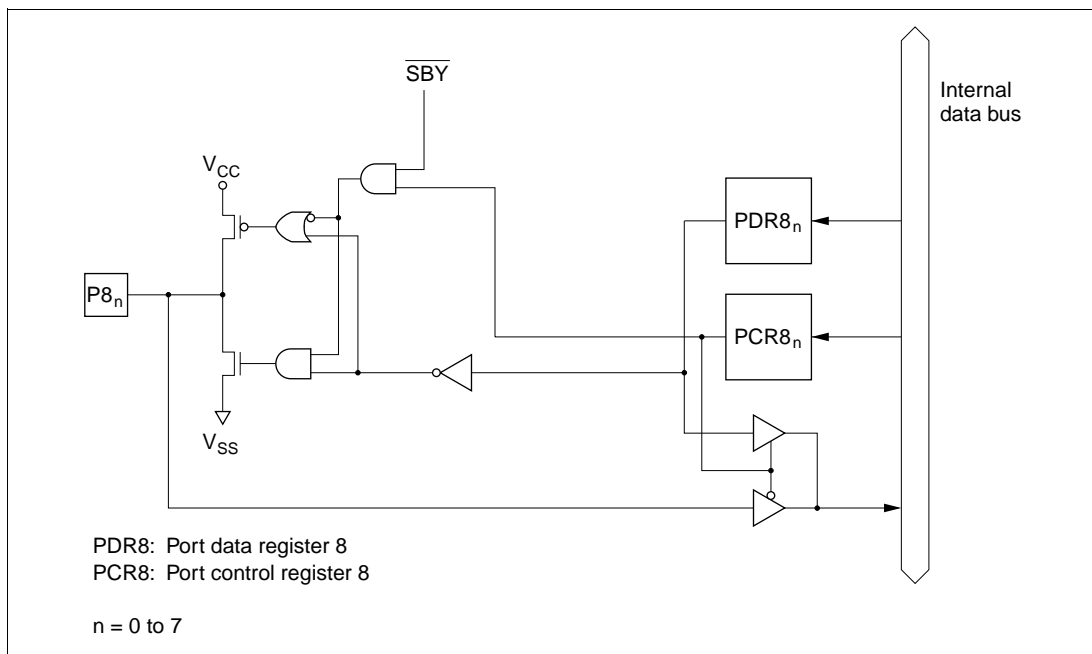 SBY
Internal
data bus
VCC
PDR8n
P8n
PCR8n
VSS
PDR8: Port data register 8
PCR8: Port control register 8
n = 0 to 7